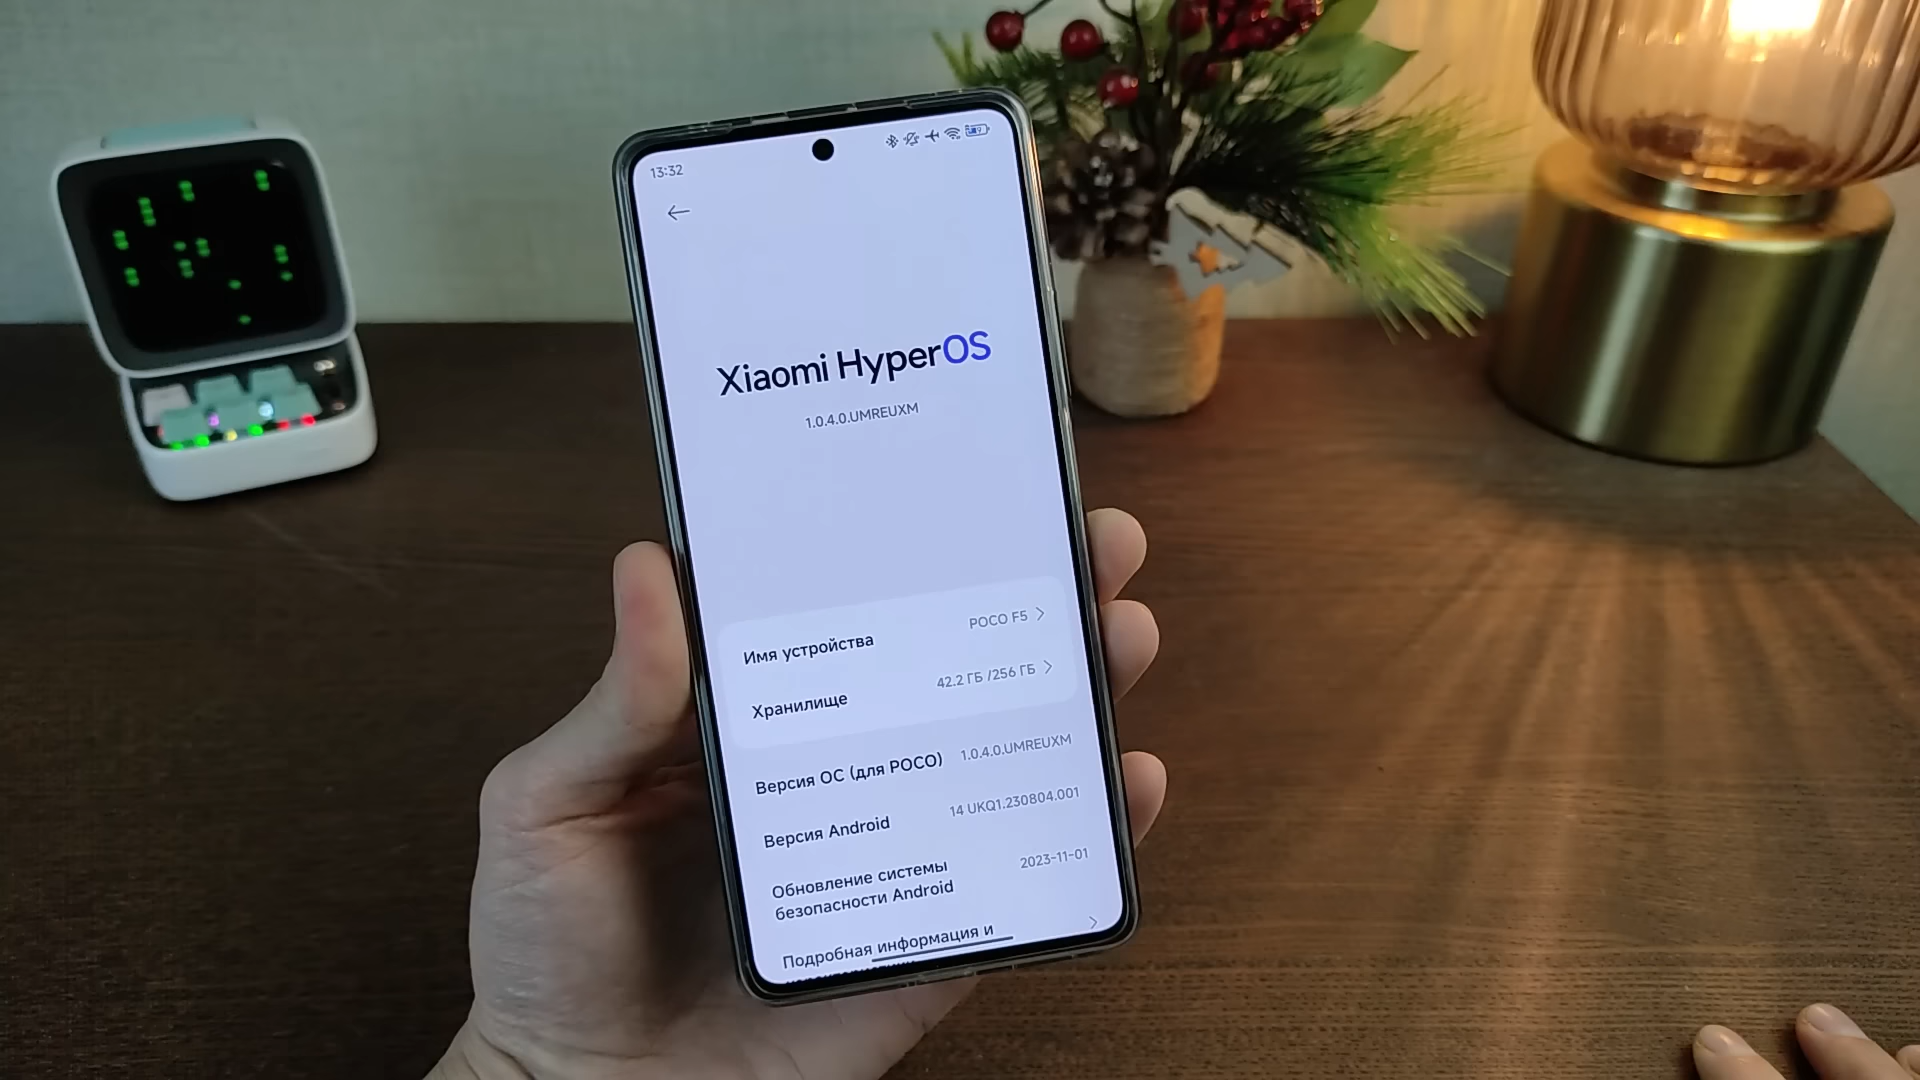 13:32
Xiaomi HyperOS
1.0.4.0.UMREUXM
Имя устройства POCO F5
Хранилище 42.2 ГБ /256 ГБ
Версия ОС (для POCO) 1.0.4.0.UMREUXM
Версия Android 14 UKQ1.230804.001
Обновление системы
безопасности Android 2023-11-01
Подробная информация и